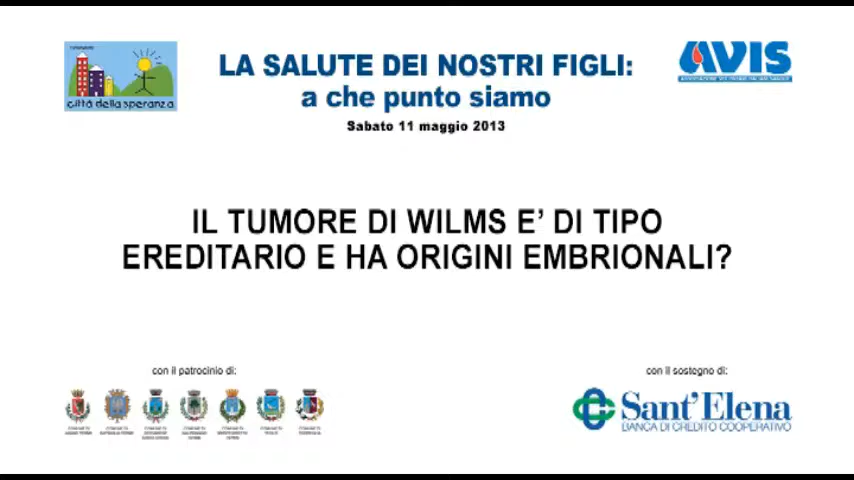 LA SALUTE DEI NOSTRI FIGLI:
a che punto siamo
Sabato 11 maggio 2013
città della speranza
AVIS
IL TUMORE DI WILMS E' DI TIPO
EREDITARIO E HA ORIGINI EMBRIONALI?
con il patrocinio di:
con il sostegno di:
Sant'Elena
BANCA DI CREDITO COOPERATIVO